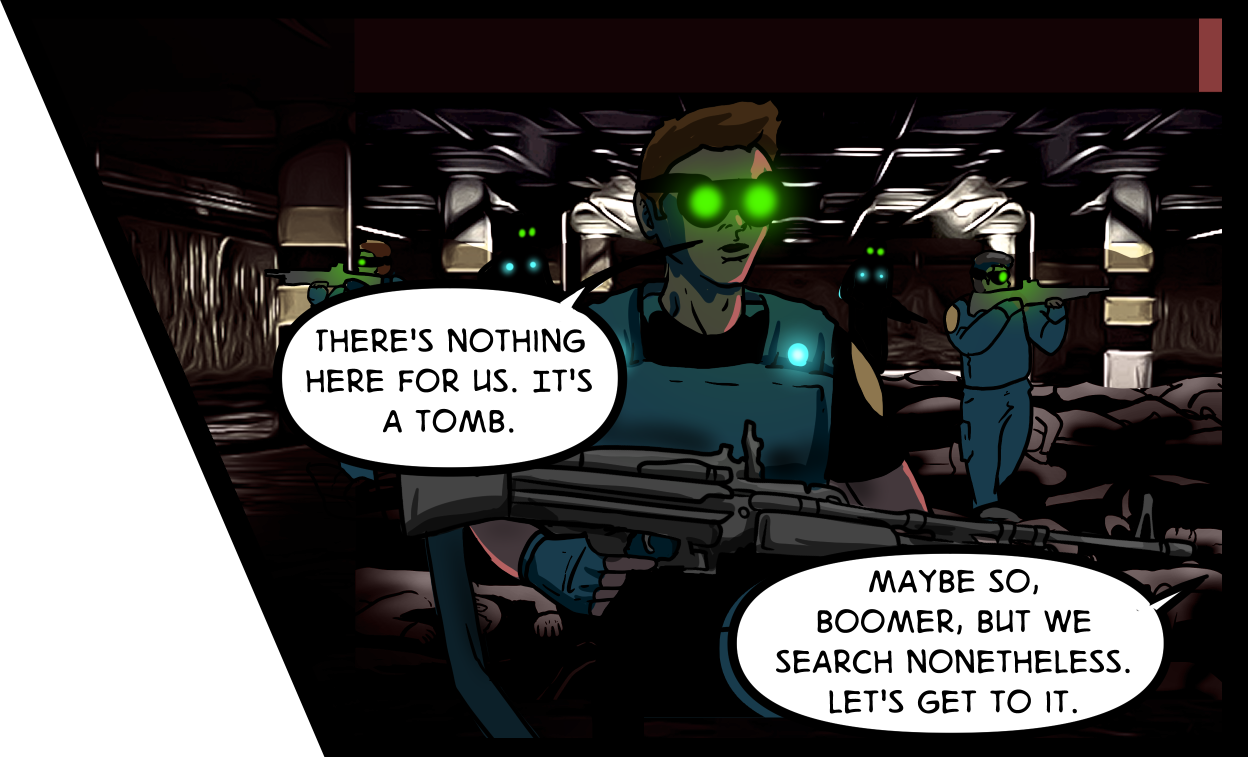 THERE'S NOTHING
HERE FOR US. IT'S
A TOMB.
MAYBE SO,
BOOMER, BUT WE
SEARCH NONETHELESS.
LET'S GET TO IT.